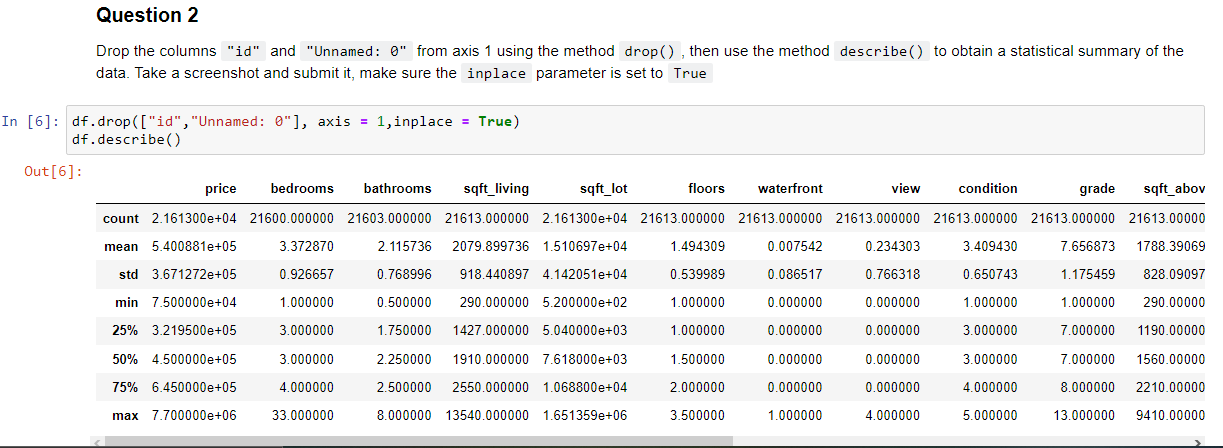 Question 2
Drop the columns "id" and "Unnamed: 0" from axis 1 using the method drop() , then use the method describe() to obtain a statistical summary of the
data. Take a screenshot and submit it, make sure the inplace parameter is set to True
In [6]: df.drop(["id","Unnamed: 0"], axis = 1,inplace = True)
df.describe()
Out[6]:
price bedrooms bathrooms sqft_living sqft_lot floors waterfront view condition grade sqft_abov
count 2.161300e+04 21600.000000 21603.000000 21613.000000 2.161300e+04 21613.000000 21613.000000 21613.000000 21613.000000 21613.000000 21613.00000
mean 5.400881e+05 3.372870 2.115736 2079.899736 1.510697e+04 1.494309 0.007542 0.234303 3.409430 7.656873 1788.39069
std 3.671272e+05 0.926657 0.768996 918.440897 4.142051e+04 0.539989 0.086517 0.766318 0.650743 1.175459 828.09097
min 7.500000e+04 1.000000 0.500000 290.000000 5.200000e+02 1.000000 0.000000 0.000000 1.000000 1.000000 290.00000
25% 3.219500e+05 3.000000 1.750000 1427.000000 5.040000e+03 1.000000 0.000000 0.000000 3.000000 7.000000 1190.00000
50% 4.500000e+05 3.000000 2.250000 1910.000000 7.618000e+03 1.500000 0.000000 0.000000 3.000000 7.000000 1560.00000
75% 6.450000e+05 4.000000 2.500000 2550.000000 1.068800e+04 2.000000 0.000000 0.000000 4.000000 8.000000 2210.00000
max 7.700000e+06 33.000000 8.000000 13540.000000 1.651359e+06 3.500000 1.000000 4.000000 5.000000 13.000000 9410.00000